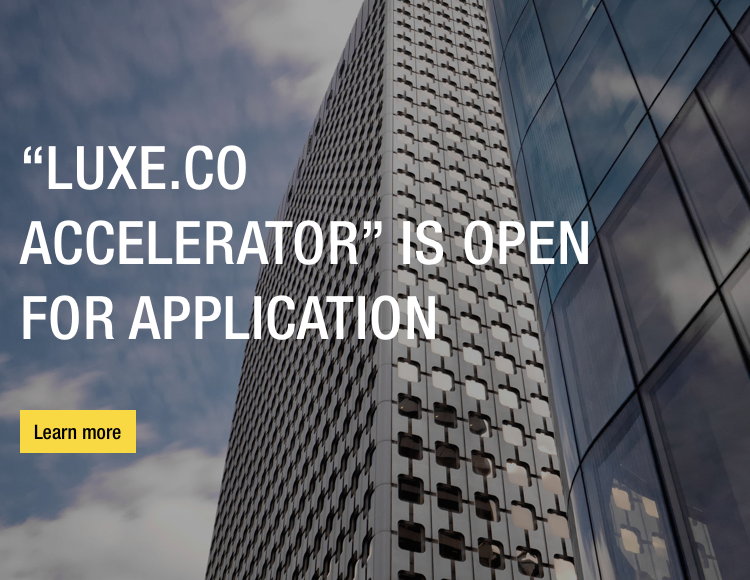 “LUXE.CO
ACCELERATOR” IS OPEN
FOR APPLICATION
Learn more